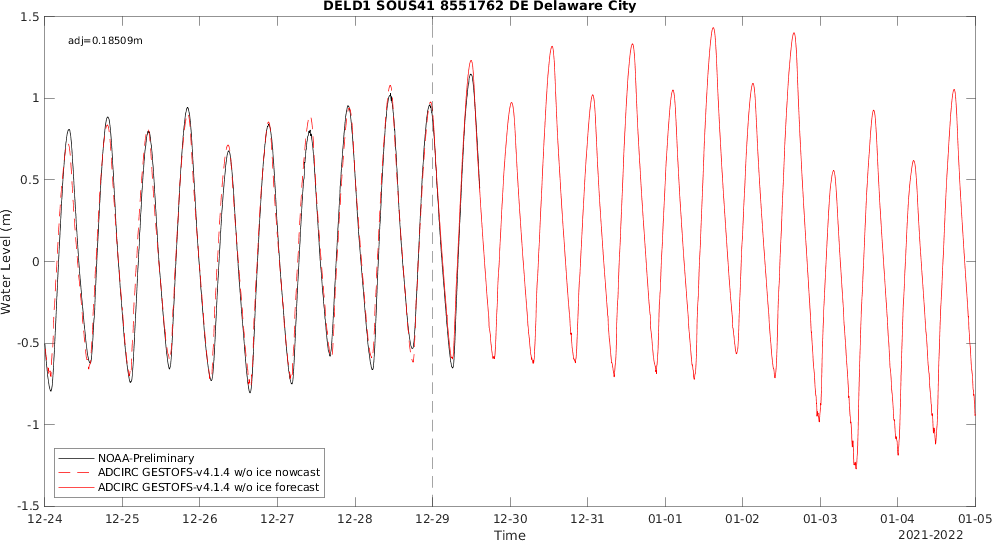 DELD1 SOUS41 8551762 DE Delaware City
adj=0.18509m
1.5
1
0.5
0
-0.5
-1
-1.5
Water Level (m)
NOAA-Preliminary
ADCIRC GESTOFS-v4.1.4 w/o ice nowcast
ADCIRC GESTOFS-v4.1.4 w/o ice forecast
12-24 12-25 12-26 12-27 12-28 12-29 12-30 12-31 01-01 01-02 01-03 01-04 01-05
Time
2021-2022